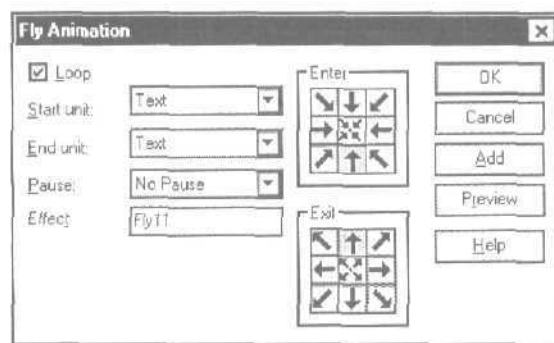 Fly Animation
Loop
Start unit: Text
End unit: Text
Pause: No Pause
Effect: Fly11
Enter
Exit
OK
Cancel
Add
Preview
Help